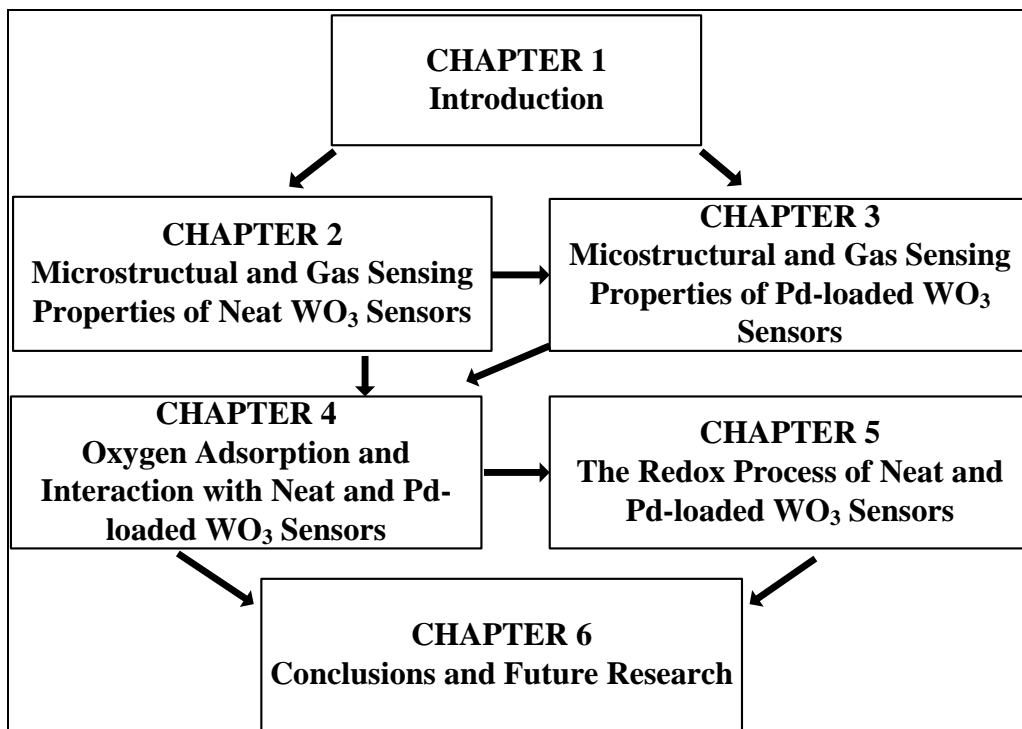 CHAPTER 1
Introduction
CHAPTER 2
Microstructual and Gas Sensing
Properties of Neat WO₃ Sensors
CHAPTER 3
Micostructural and Gas Sensing
Properties of Pd-loaded WO₃
Sensors
CHAPTER 4
Oxygen Adsorption and
Interaction with Neat and Pd-
loaded WO₃ Sensors
CHAPTER 5
The Redox Process of Neat and
Pd-loaded WO₃ Sensors
CHAPTER 6
Conclusions and Future Research